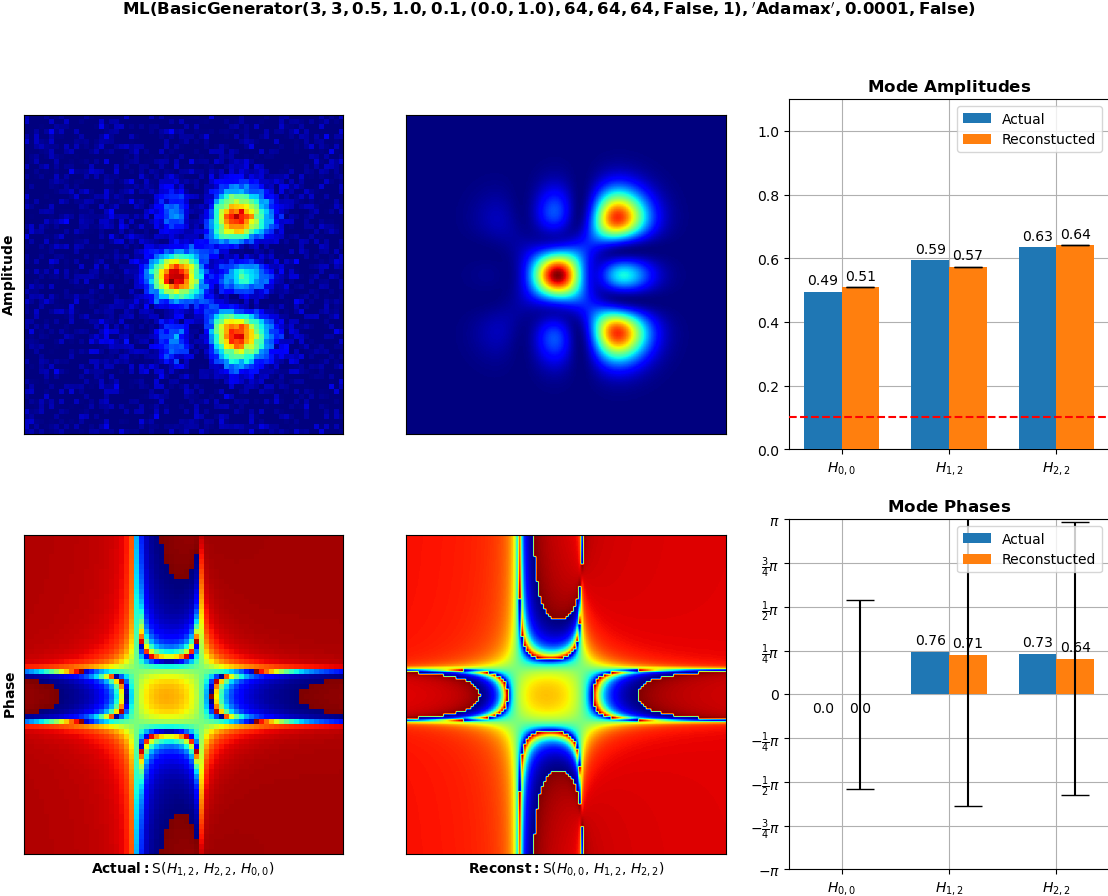 ML(BasicGenerator(3, 3, 0.5, 1.0, 0.1, (0.0, 1.0), 64, 64, 64, False, 1), ′Adamax′, 0.0001, False)
Amplitude
Mode Amplitudes
Actual
Reconstucted
1.0
0.8
0.6
0.4
0.2
0.0
0.49
0.51
0.59
0.57
0.63
0.64
H0,0
H1,2
H2,2
Phase
Actual: S(H1,2, H2,2, H0,0)
Reconst: S(H0,0, H1,2, H2,2)
Mode Phases
Actual
Reconstucted
π
3/4π
1/2π
1/4π
0
−1/4π
−1/2π
−3/4π
−π
0.0
0.0
0.76
0.71
0.73
0.64
H0,0
H1,2
H2,2